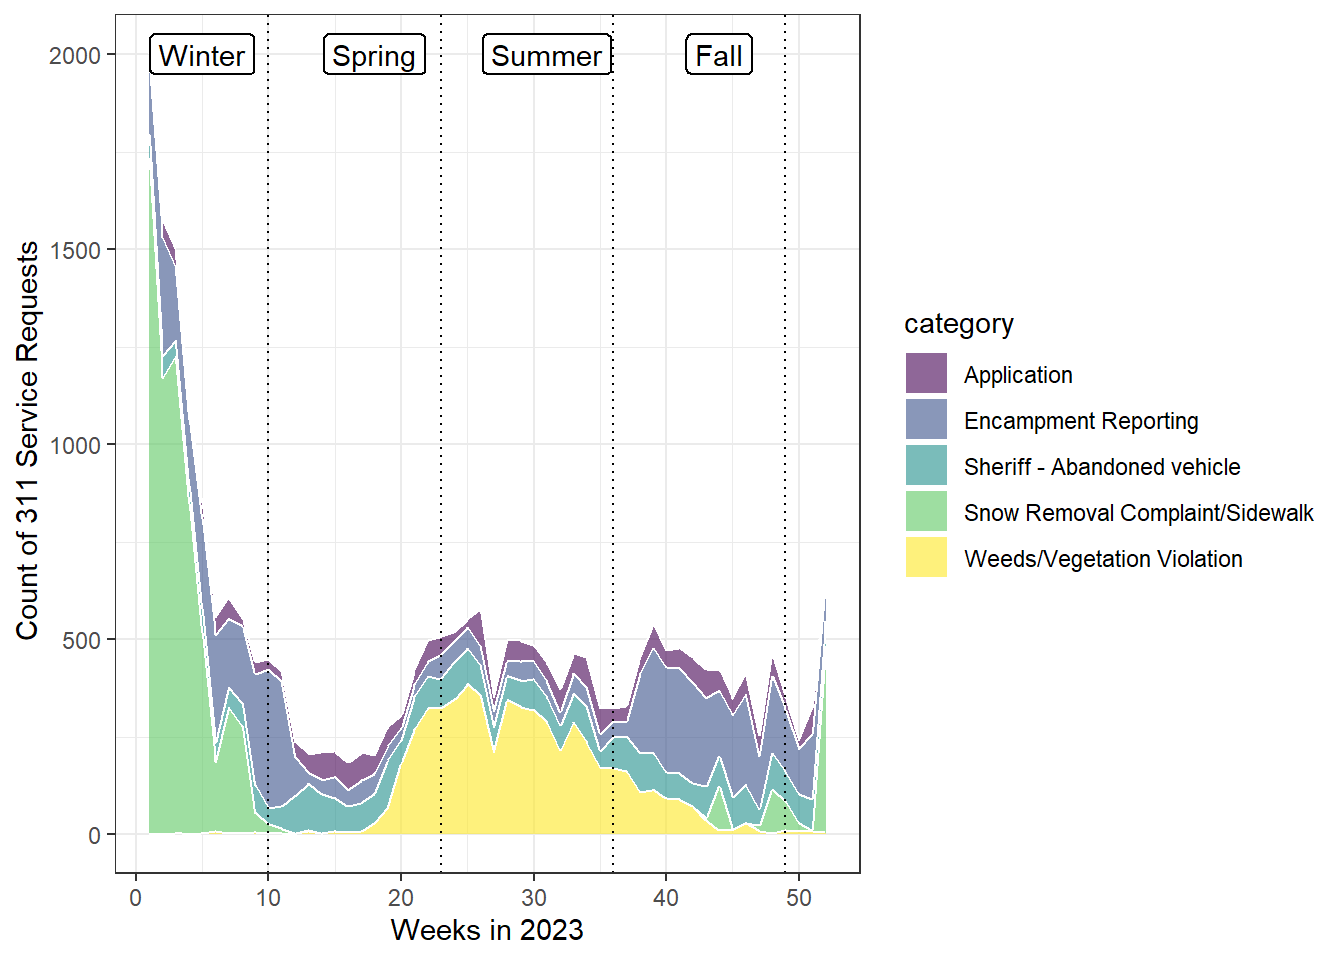 Winter Spring Summer Fall
2000
1500
1000
500
0
Count of 311 Service Requests
0 10 20 30 40 50
Weeks in 2023
category
Application
Encampment Reporting
Sheriff - Abandoned vehicle
Snow Removal Complaint/Sidewalk
Weeds/Vegetation Violation